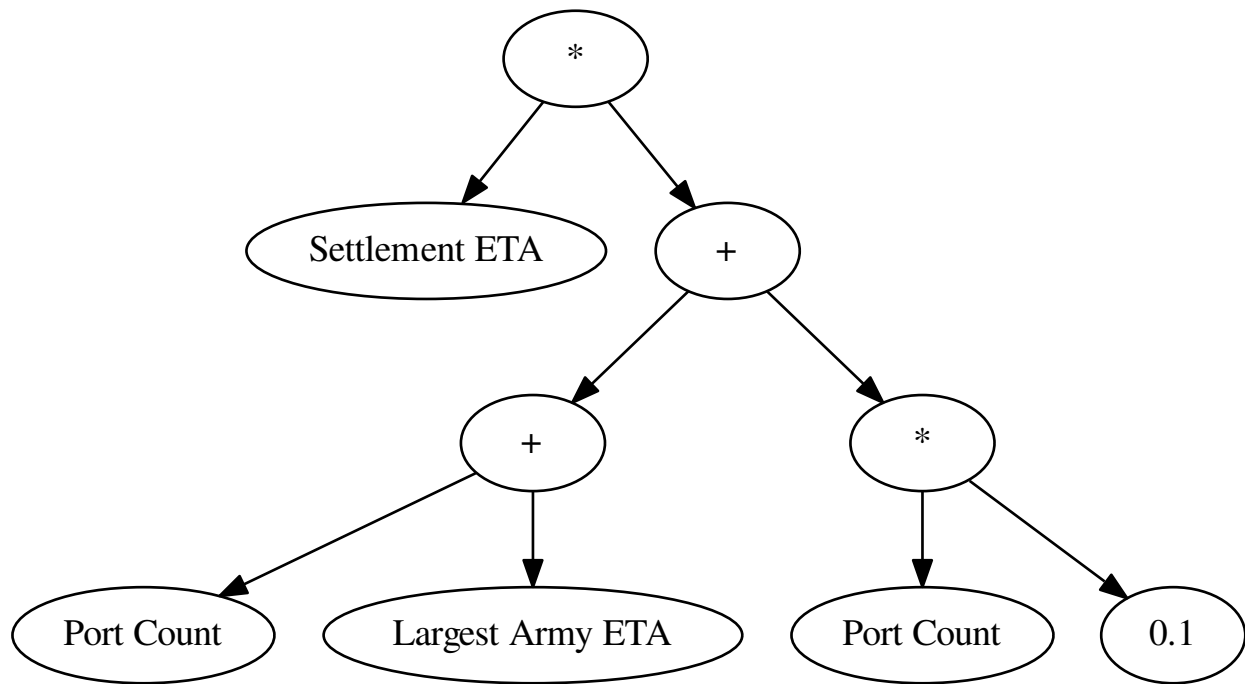 *
Settlement ETA
+
+
*
Port Count
Largest Army ETA
Port Count
0.1